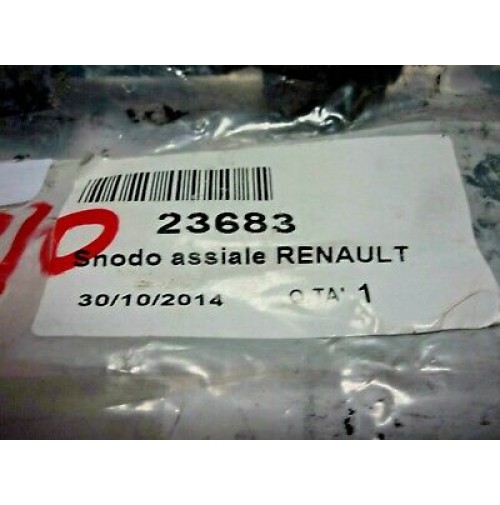 23683
Snodo assiale RENAULT
30/10/2014 Q.TA' 1